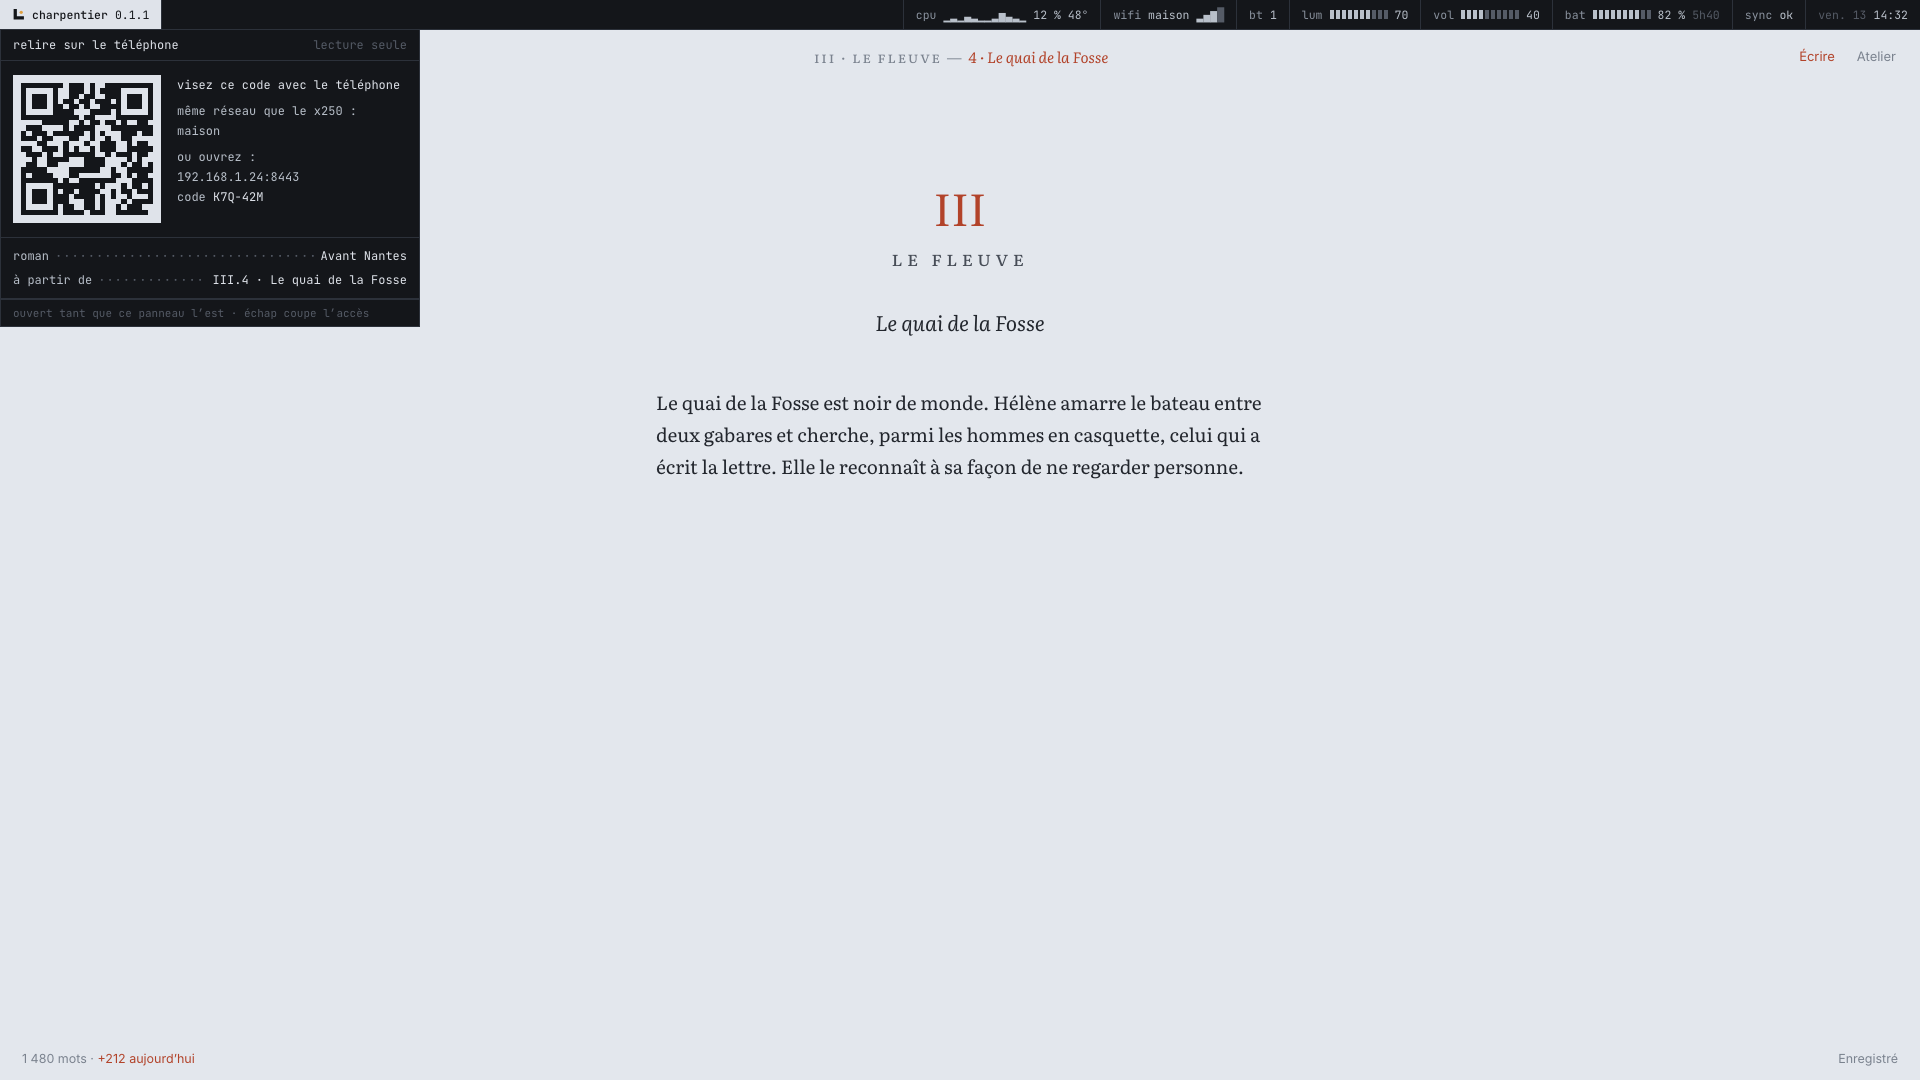 charpentier 0.1.1
cpu 12 % 48°
wifi maison
bt 1
lum 70
vol 40
bat 82 % 5h40
sync ok
ven. 13 14:32
relire sur le téléphone lecture seule
visez ce code avec le téléphone
même réseau que le x250 :
maison
ou ouvrez :
192.168.1.24:8443
code K7Q-42M
roman Avant Nantes
à partir de III.4 · Le quai de la Fosse
ouvert tant que ce panneau l’est · échap coupe l’accès
III · LE FLEUVE — 4 · Le quai de la Fosse
Écrire Atelier
III
LE FLEUVE
Le quai de la Fosse
Le quai de la Fosse est noir de monde. Hélène amarre le bateau entre
deux gabares et cherche, parmi les hommes en casquette, celui qui a
écrit la lettre. Elle le reconnaît à sa façon de ne regarder personne.
1 480 mots · +212 aujourd’hui
Enregistré